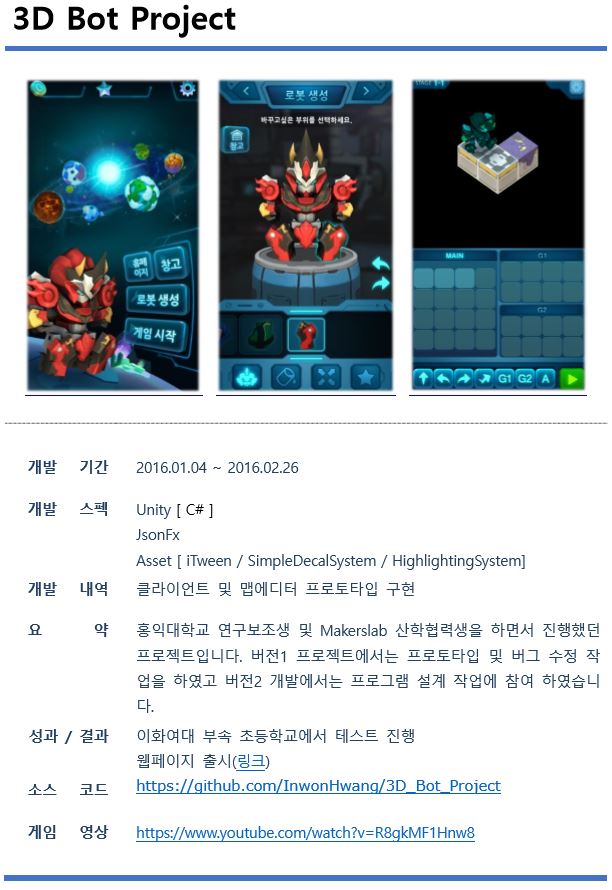 3D Bot Project
홈페
이지
참고
로봇 생성
게임 시작
로봇 생성
바꾸고싶은 부위를 선택하세요.
참고
STAGE 1-1
MAIN
G1
G2
G1 G2 A
개발 기간 2016.01.04 ~ 2016.02.26
개발 스펙 Unity [ C# ]
JsonFx
Asset [ iTween / SimpleDecalSystem / HighlightingSystem]
개발 내역 클라이언트 및 맵에디터 프로토타입 구현
요 약 홍익대학교 연구보조생 및 Makerslab 산학협력생을 하면서 진행했던
프로젝트입니다. 버전1 프로젝트에서는 프로토타입 및 버그 수정 작
업을 하였고 버전2 개발에서는 프로그램 설계 작업에 참여 하였습니
다.
성과 / 결과 이화여대 부속 초등학교에서 테스트 진행
웹페이지 출시(링크)
소스 코드 https://github.com/InwonHwang/3D_Bot_Project
게임 영상 https://www.youtube.com/watch?v=R8gkMF1Hnw8